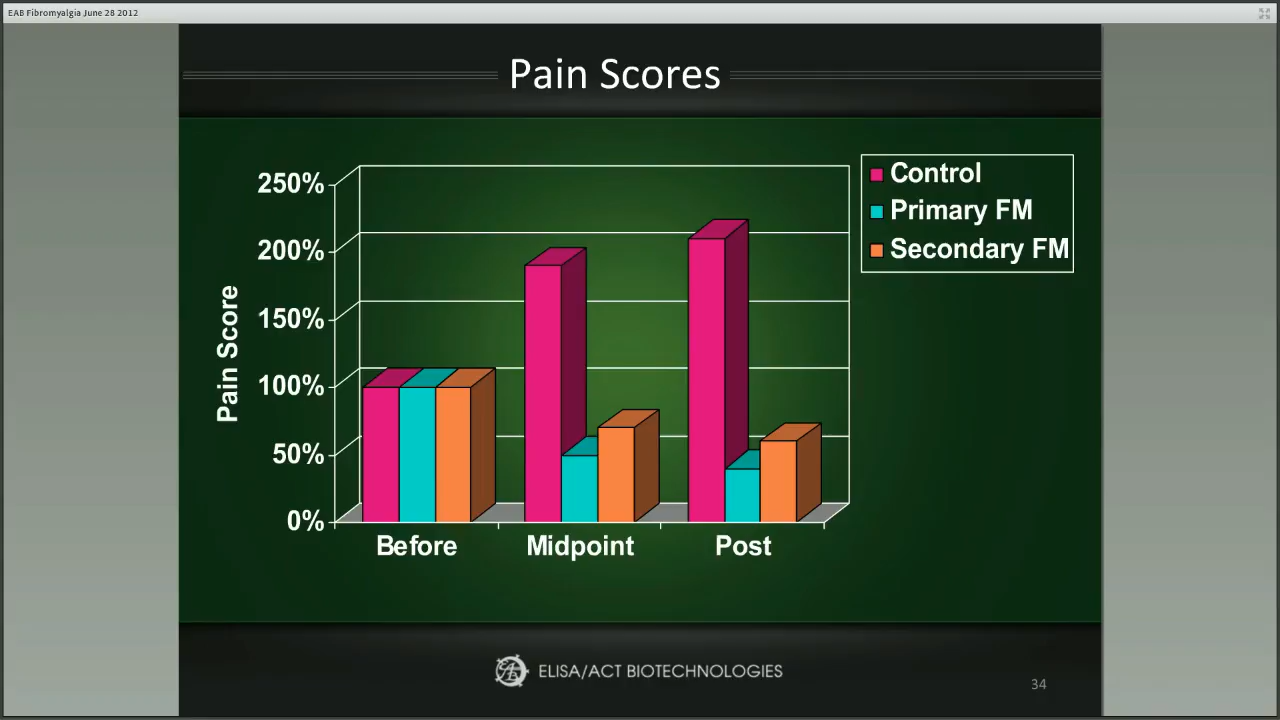 EAB Fibromyalgia June 28 2012
Pain Scores
250%
200%
150%
100%
50%
0%
Pain Score
Before
Midpoint
Post
Control
Primary FM
Secondary FM
EAB
ELISA/ACT BIOTECHNOLOGIES
34